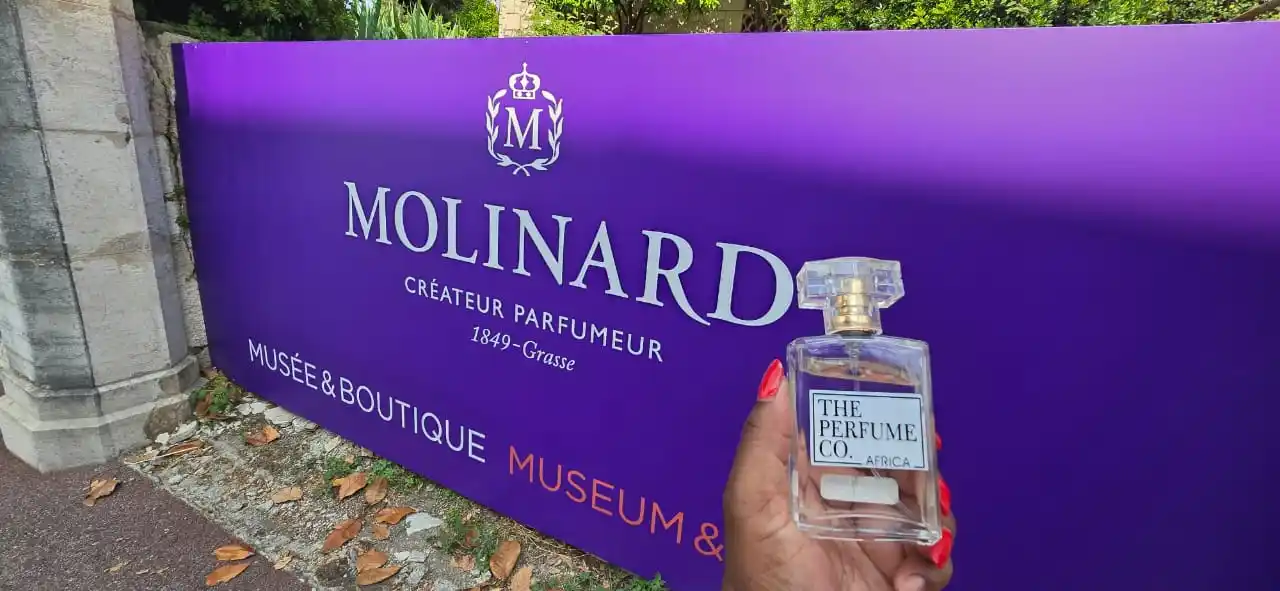 M
MOLINARD
CRÉATEUR PARFUMEUR
1849-Grasse
MUSÉE & BOUTIQUE MUSEUM &
THE
PERFUME
CO. AFRICA